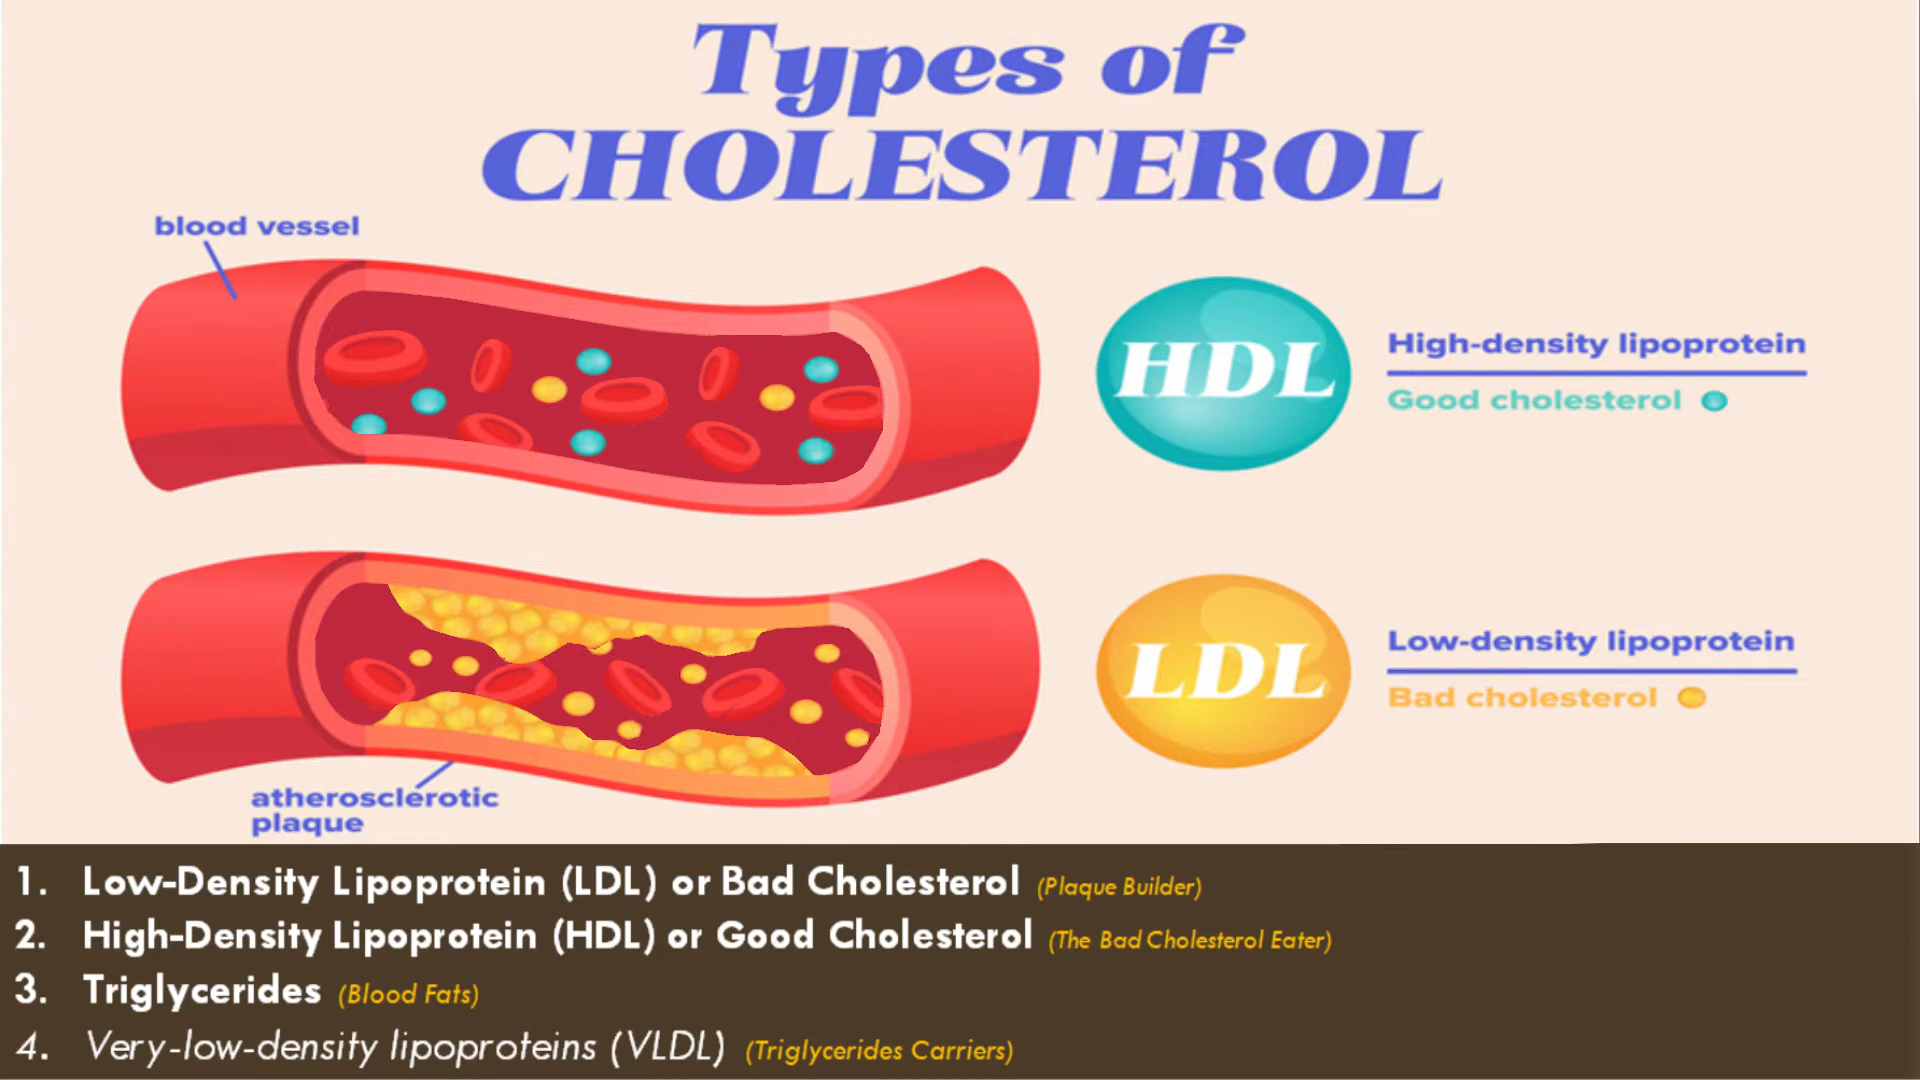 Types of
CHOLESTEROL
blood vessel
HDL
High-density lipoprotein
Good cholesterol
LDL
Low-density lipoprotein
Bad cholesterol
atherosclerotic
plaque
1. Low-Density Lipoprotein (LDL) or Bad Cholesterol (Plaque Builder)
2. High-Density Lipoprotein (HDL) or Good Cholesterol (The Bad Cholesterol Eater)
3. Triglycerides (Blood Fats)
4. Very-low-density lipoproteins (VLDL) (Triglycerides Carriers)